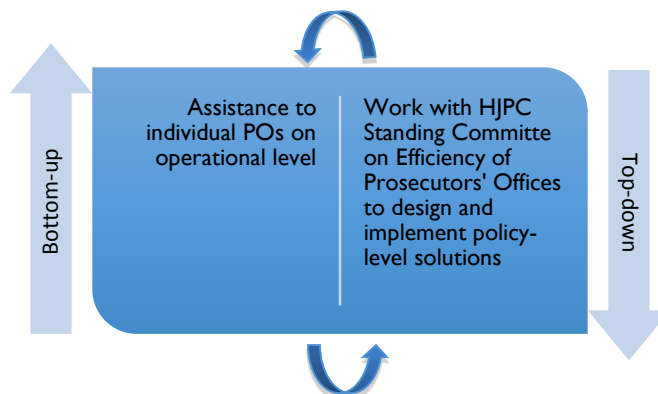 Bottom-up
Assistance to
individual POs on
operational level
Work with HJPC
Standing Committe
on Efficiency of
Prosecutors' Offices
to design and
implement policy-
level solutions
Top-down